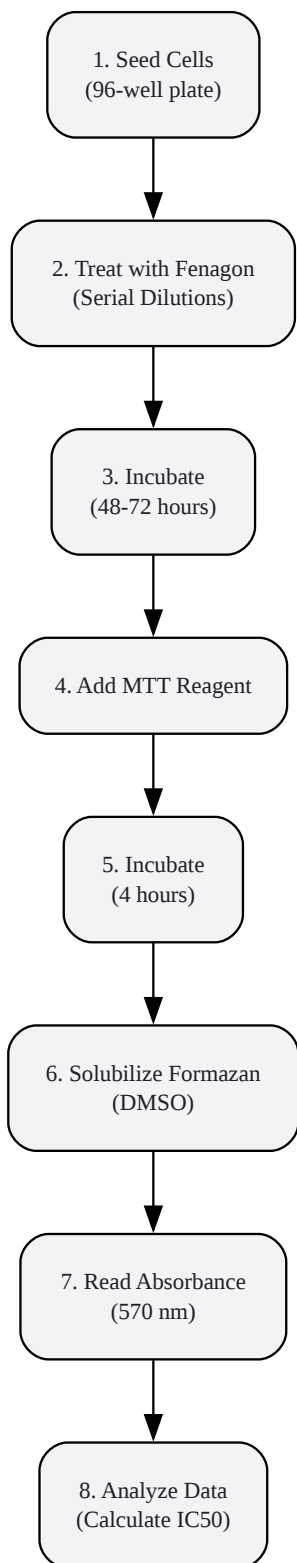 1. Seed Cells
(96-well plate)
2. Treat with Fenagon
(Serial Dilutions)
3. Incubate
(48-72 hours)
4. Add MTT Reagent
5. Incubate
(4 hours)
6. Solubilize Formazan
(DMSO)
7. Read Absorbance
(570 nm)
8. Analyze Data
(Calculate IC50)